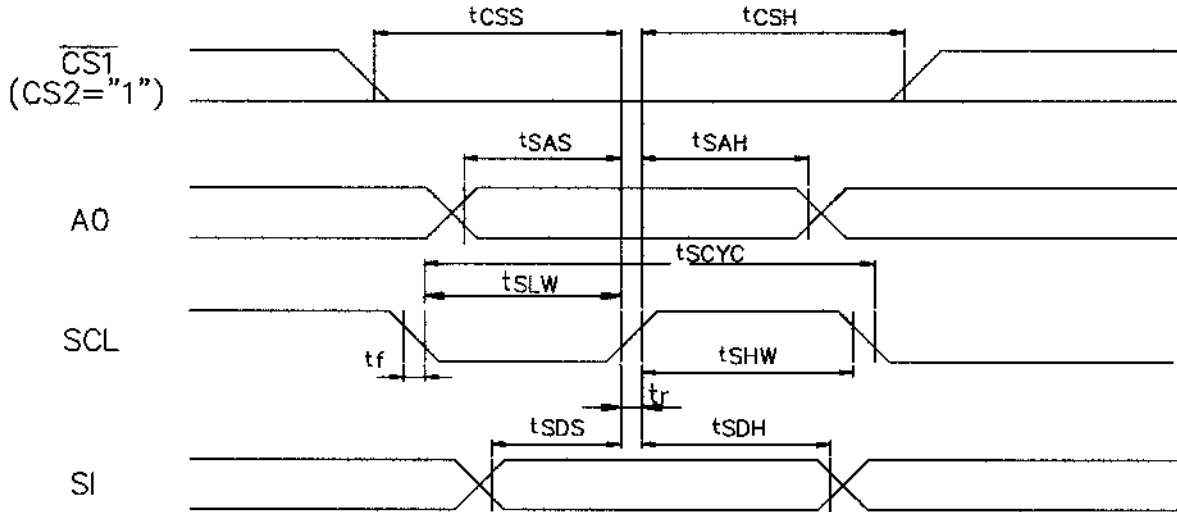 tCSS
tCSH
CS1
(CS2="1")
tSAS
tSAH
A0
tSCYC
tSLW
SCL
tf
tSHW
tr
tSDS
tSDH
SI